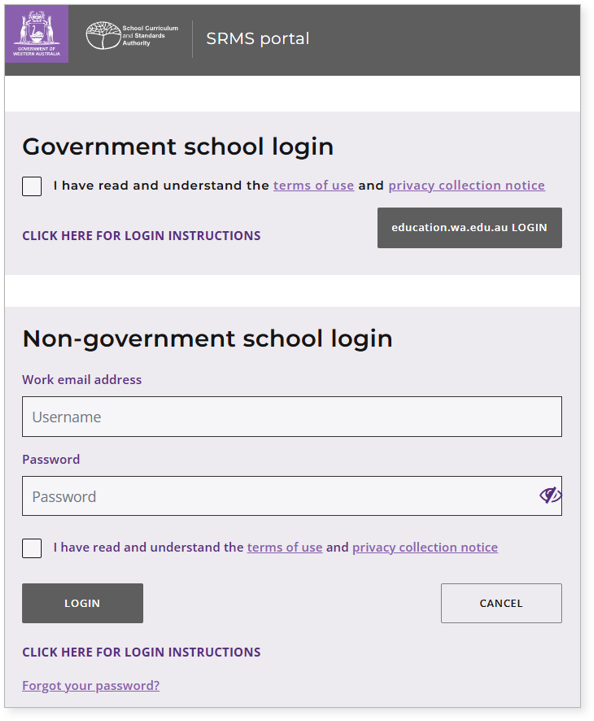 GOVERNMENT OF
WESTERN AUSTRALIA
School Curriculum
and Standards
Authority
SRMS portal
Government school login
I have read and understand the terms of use and privacy collection notice
CLICK HERE FOR LOGIN INSTRUCTIONS
education.wa.edu.au LOGIN
Non-government school login
Work email address
Username
Password
Password
I have read and understand the terms of use and privacy collection notice
LOGIN
CANCEL
CLICK HERE FOR LOGIN INSTRUCTIONS
Forgot your password?